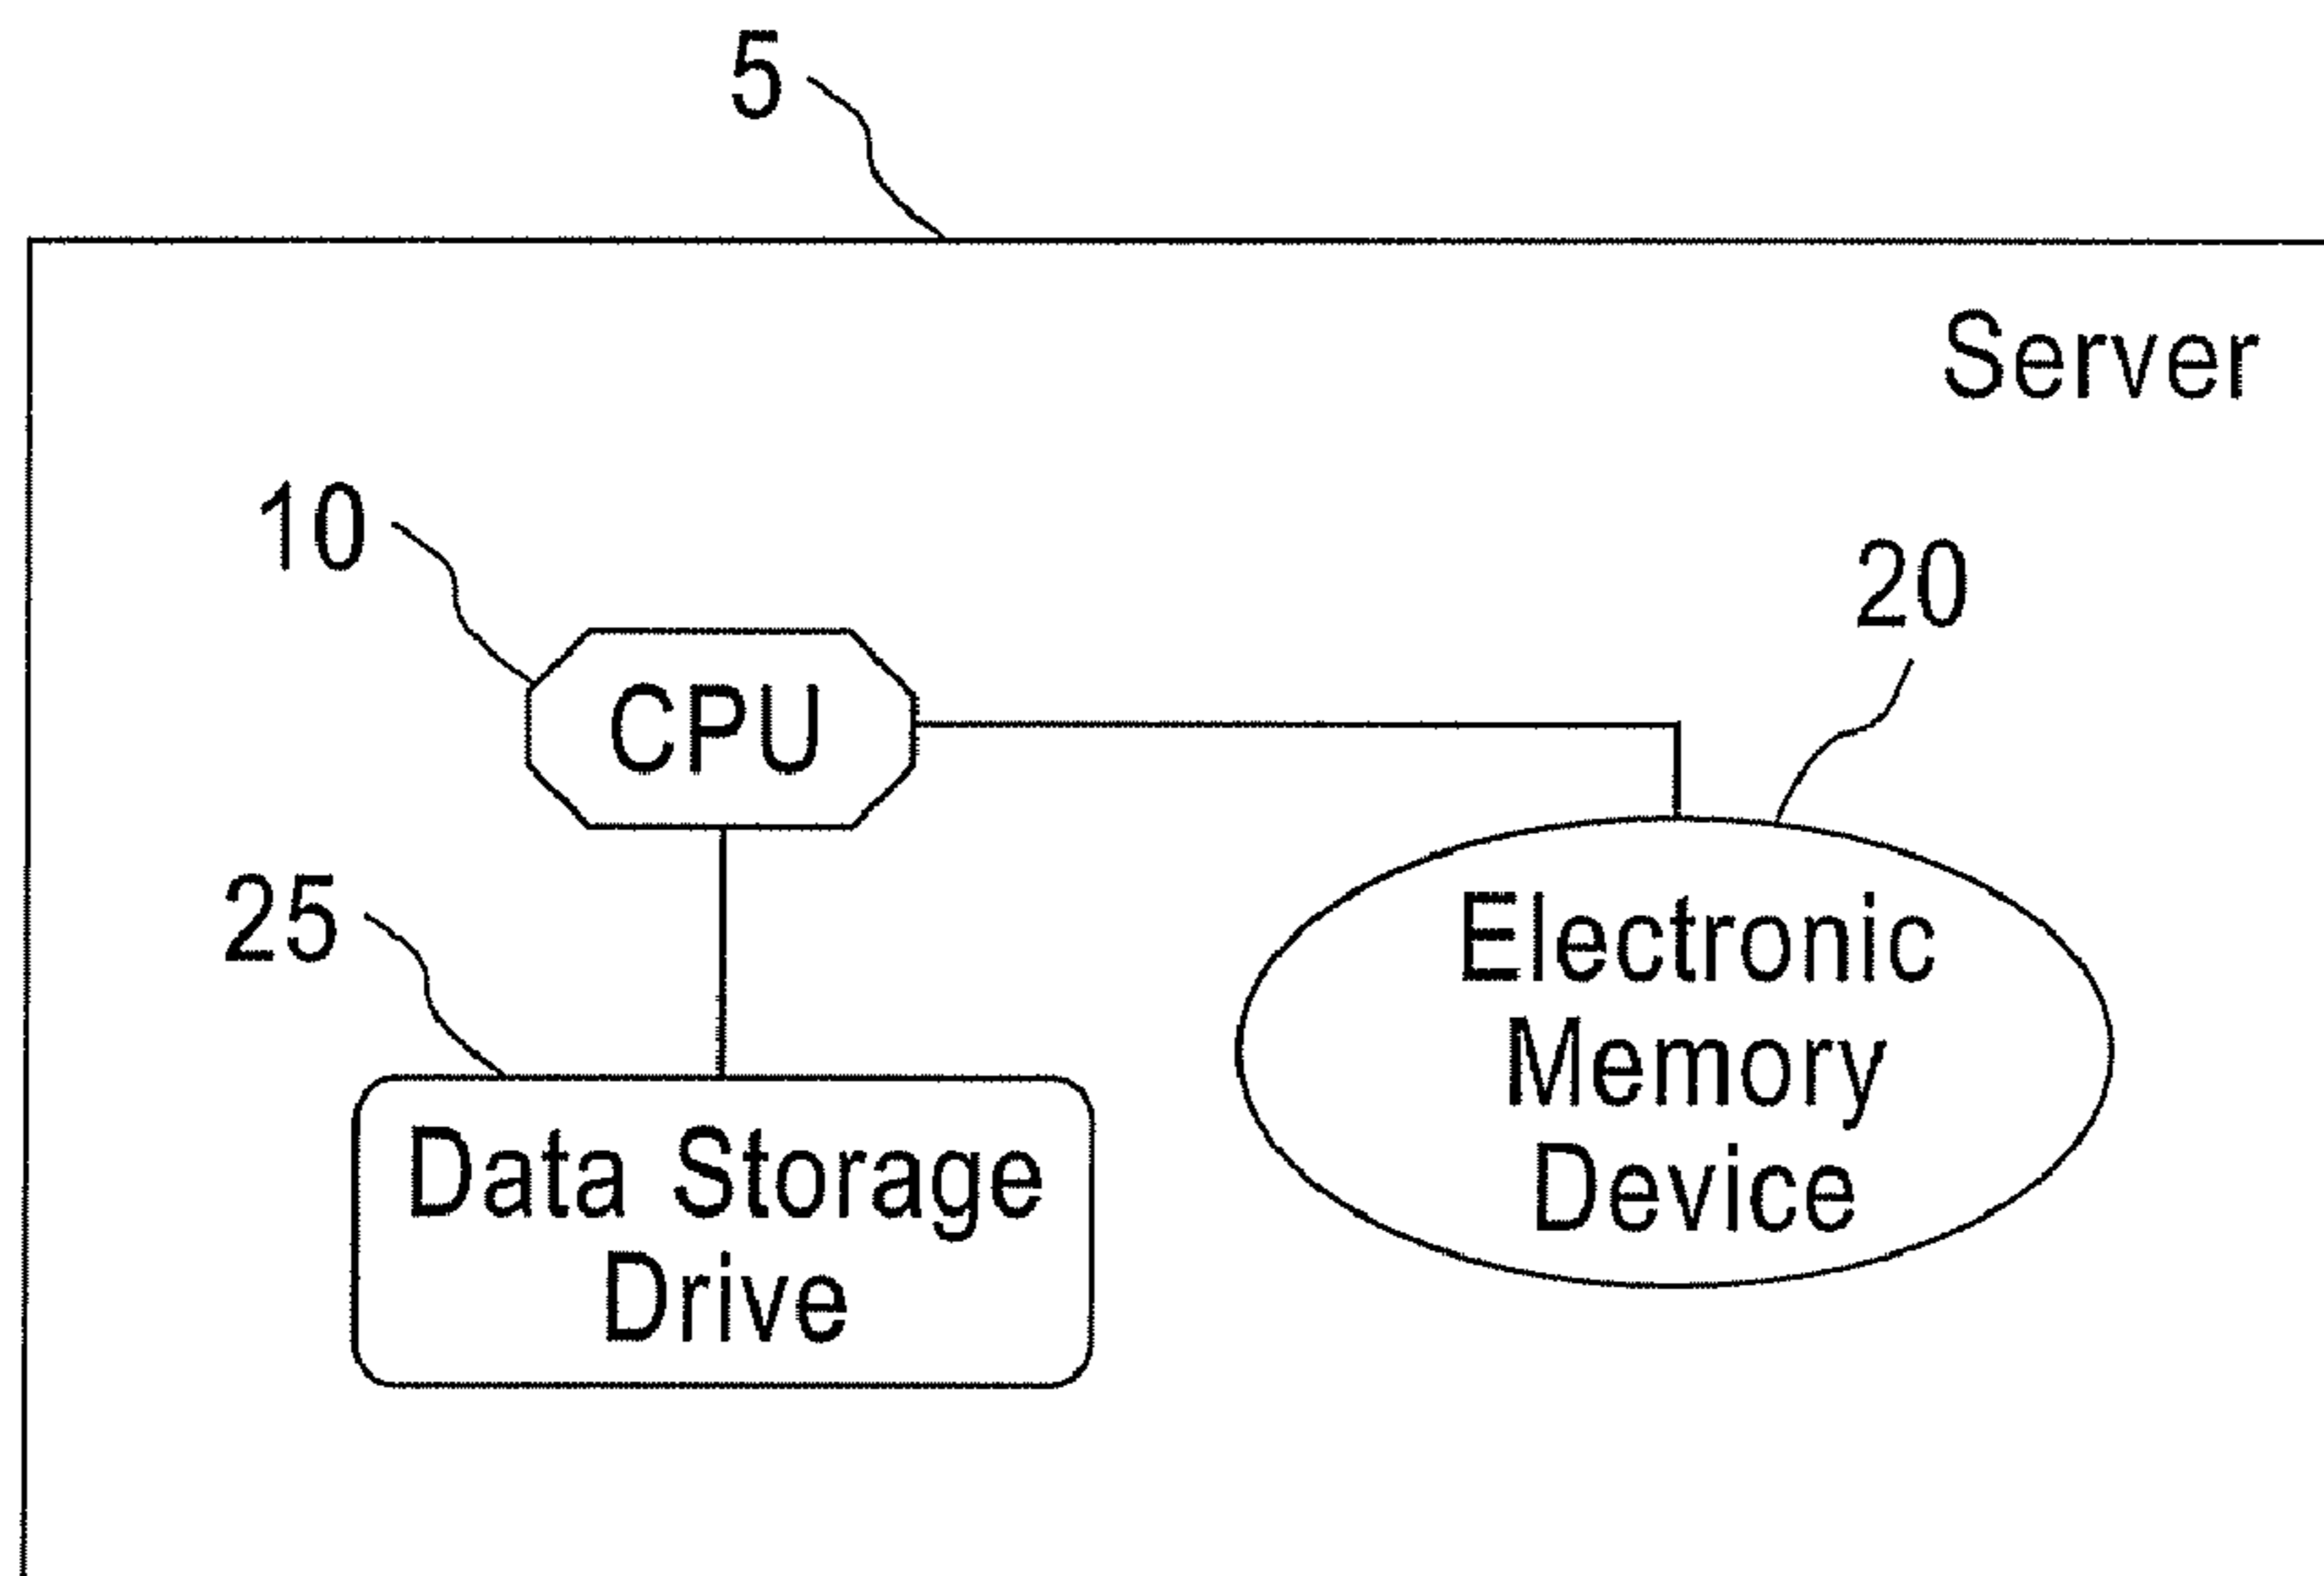 5
Server
10
20
CPU
25
Electronic
Memory
Device
Data Storage
Drive